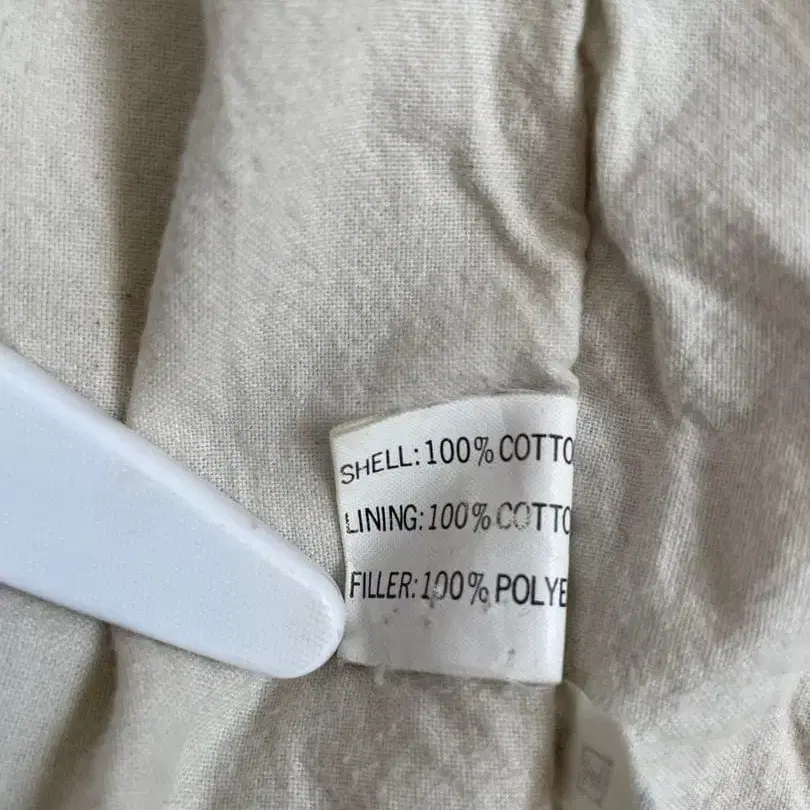 SHELL:100% COTTO
LINING:100% COTTO
FILLER:100% POLYE